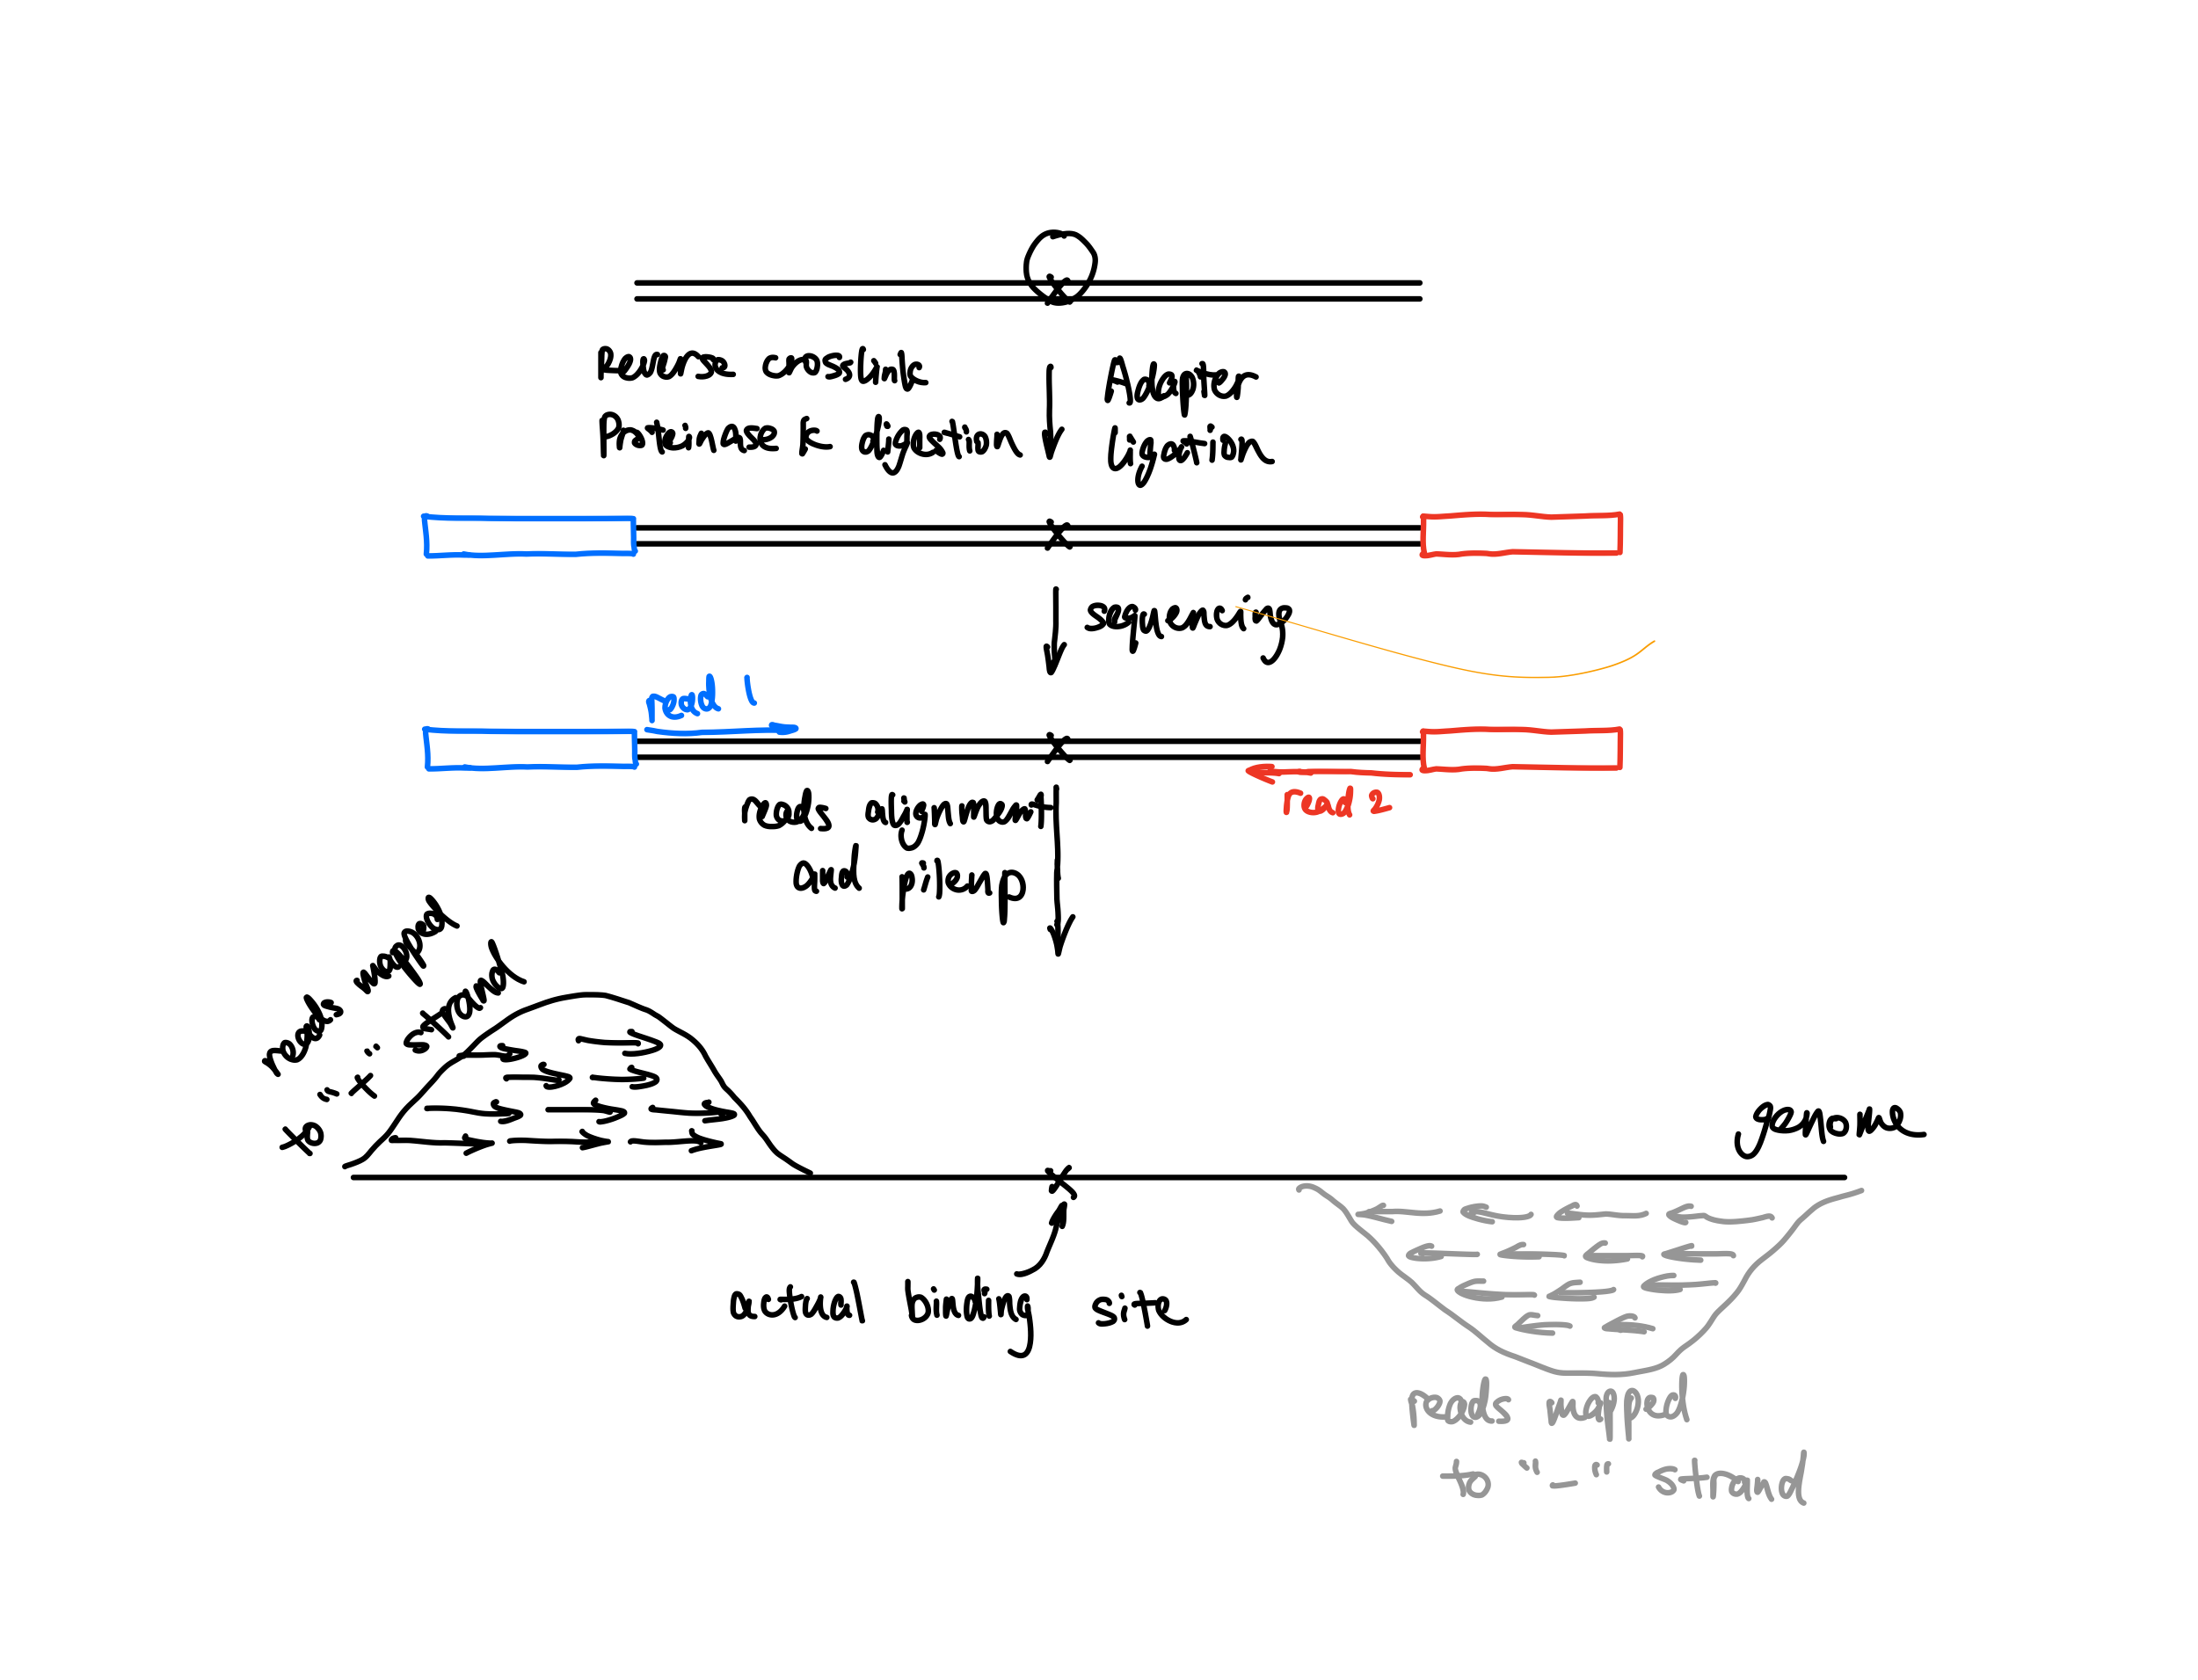 Reverse crosslink
Proteinase K digestion
Adapter
ligation
sequencing
read 1
read 2
reads alignment
and pileup
reads mapped
to "+" strand
genome
actual binding site
reads mapped
to "-" strand